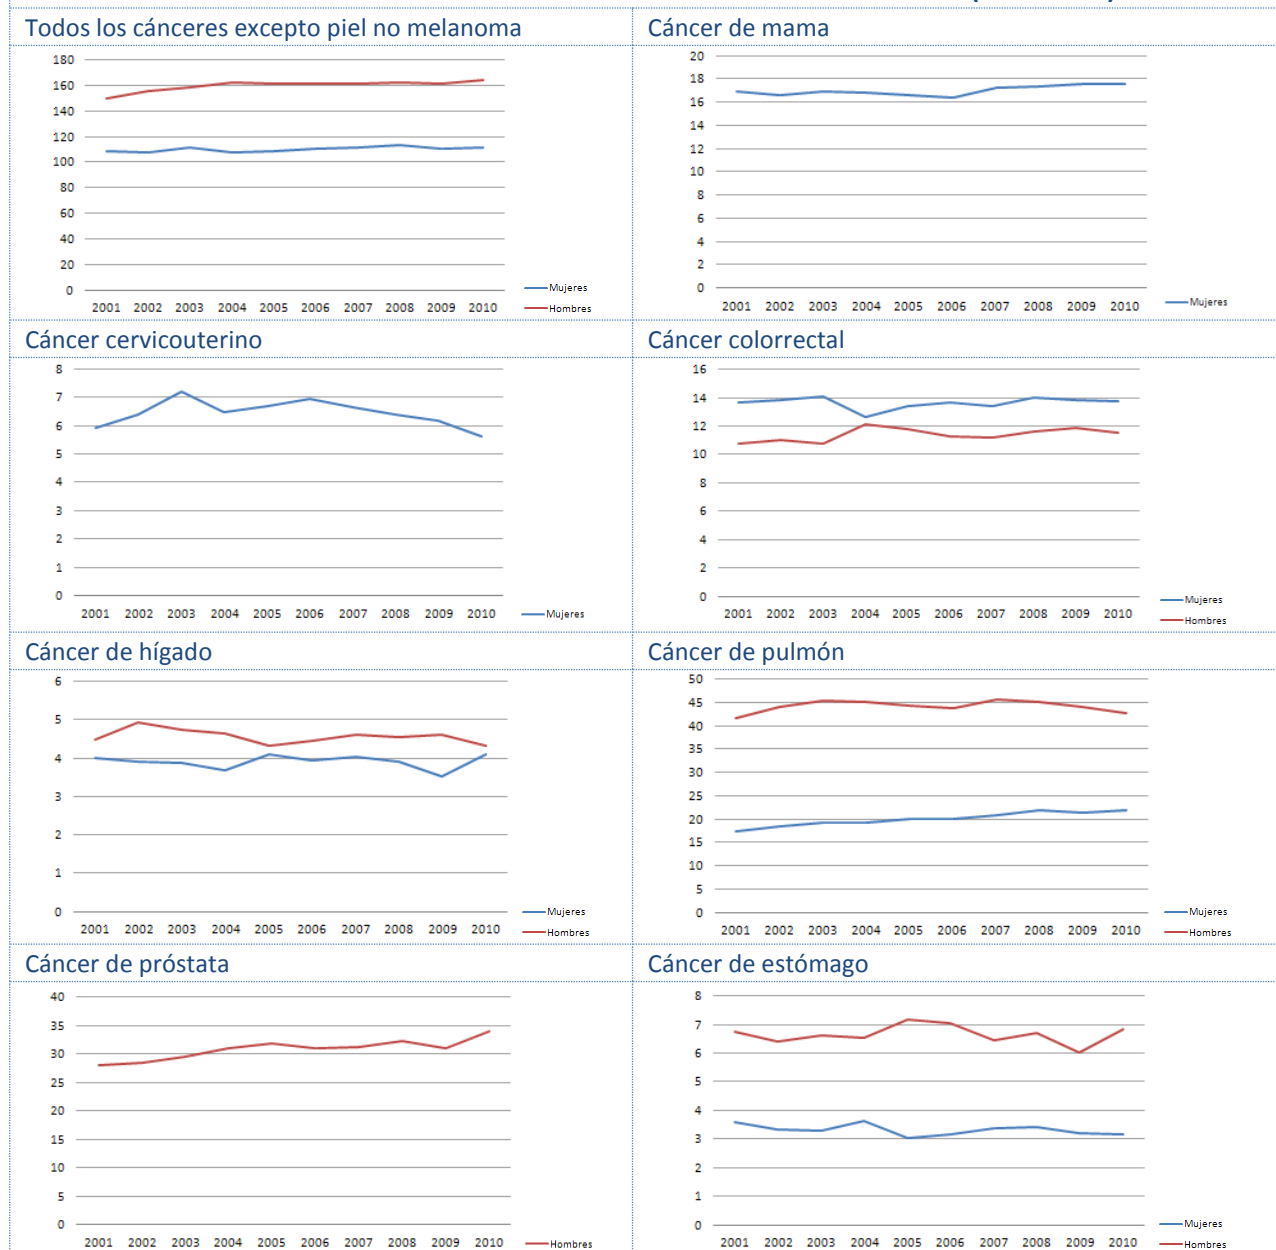 Todos los cánceres excepto piel no melanoma
180
160
140
120
100
80
60
40
20
0
2001 2002 2003 2004 2005 2006 2007 2008 2009 2010
Mujeres
Hombres
Cáncer de mama
20
18
16
14
12
10
8
6
4
2
0
2001 2002 2003 2004 2005 2006 2007 2008 2009 2010
Mujeres
Cáncer cervicouterino
8
7
6
5
4
3
2
1
0
2001 2002 2003 2004 2005 2006 2007 2008 2009 2010
Mujeres
Cáncer colorrectal
16
14
12
10
8
6
4
2
0
2001 2002 2003 2004 2005 2006 2007 2008 2009 2010
Mujeres
Hombres
Cáncer de hígado
6
5
4
3
2
1
0
2001 2002 2003 2004 2005 2006 2007 2008 2009 2010
Mujeres
Hombres
Cáncer de pulmón
50
45
40
35
30
25
20
15
10
5
0
2001 2002 2003 2004 2005 2006 2007 2008 2009 2010
Mujeres
Hombres
Cáncer de próstata
40
35
30
25
20
15
10
5
0
2001 2002 2003 2004 2005 2006 2007 2008 2009 2010
Hombres
Cáncer de estómago
8
7
6
5
4
3
2
1
0
2001 2002 2003 2004 2005 2006 2007 2008 2009 2010
Mujeres
Hombres